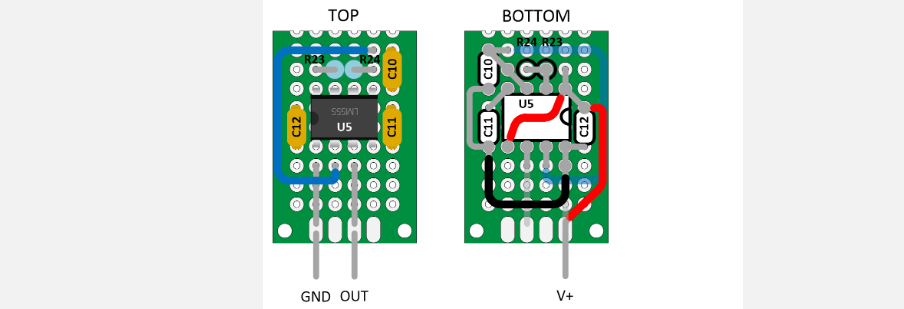 TOP
BOTTOM
R23
R24
C10
LM555
U5
C12
C11
GND OUT
R24 R23
C10
U5
C11
C12
V+